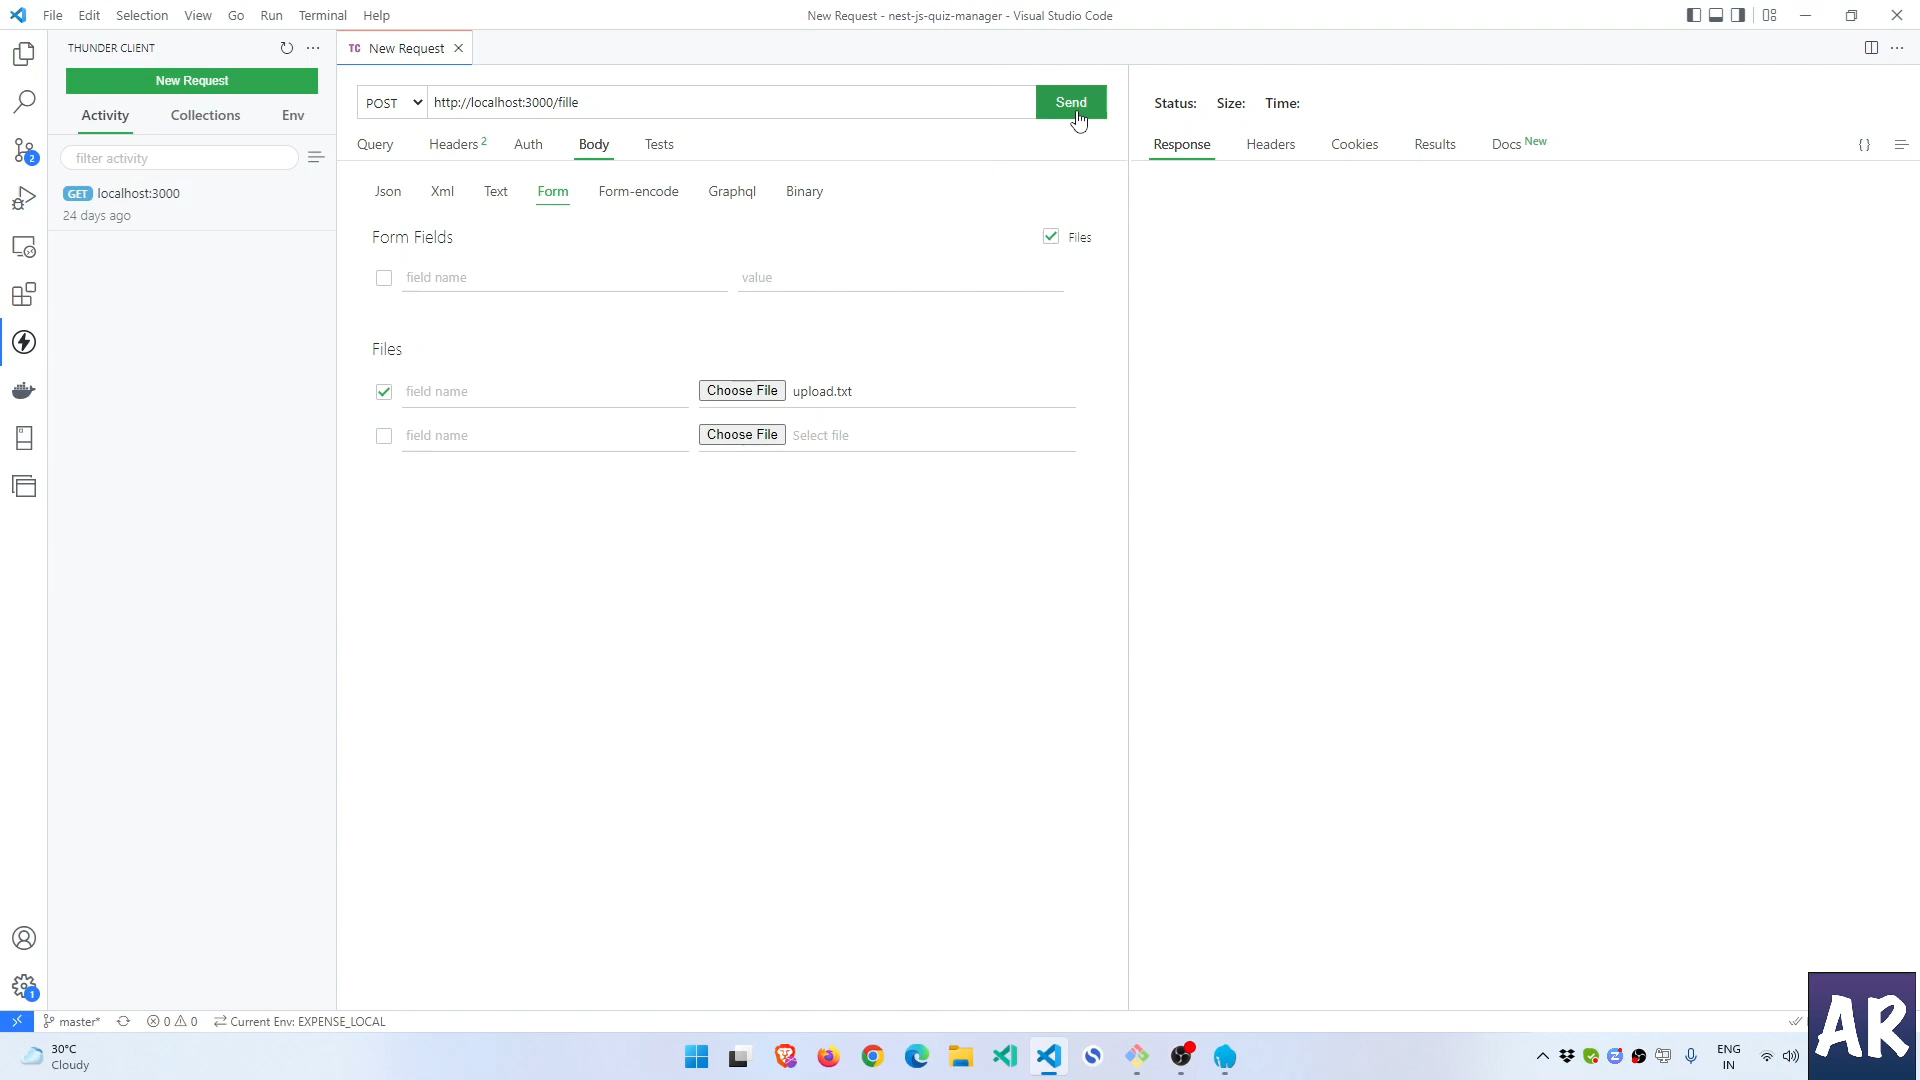 File Edit Selection View Go Run Terminal Help
New Request - nest-js-quiz-manager - Visual Studio Code
THUNDER CLIENT
New Request
Activity Collections Env
filter activity
GET localhost:3000
24 days ago
TC New Request
POST http://localhost:3000/fille Send
Query Headers 2 Auth Body Tests
Json Xml Text Form Form-encode Graphql Binary
Form Fields Files
field name value
Files
field name Choose File upload.txt
field name Choose File Select file
Status: Size: Time:
Response Headers Cookies Results Docs New
{ }
2
1
master* 0 0 Current Env: EXPENSE_LOCAL
30°C
Cloudy
ENG
IN
AR